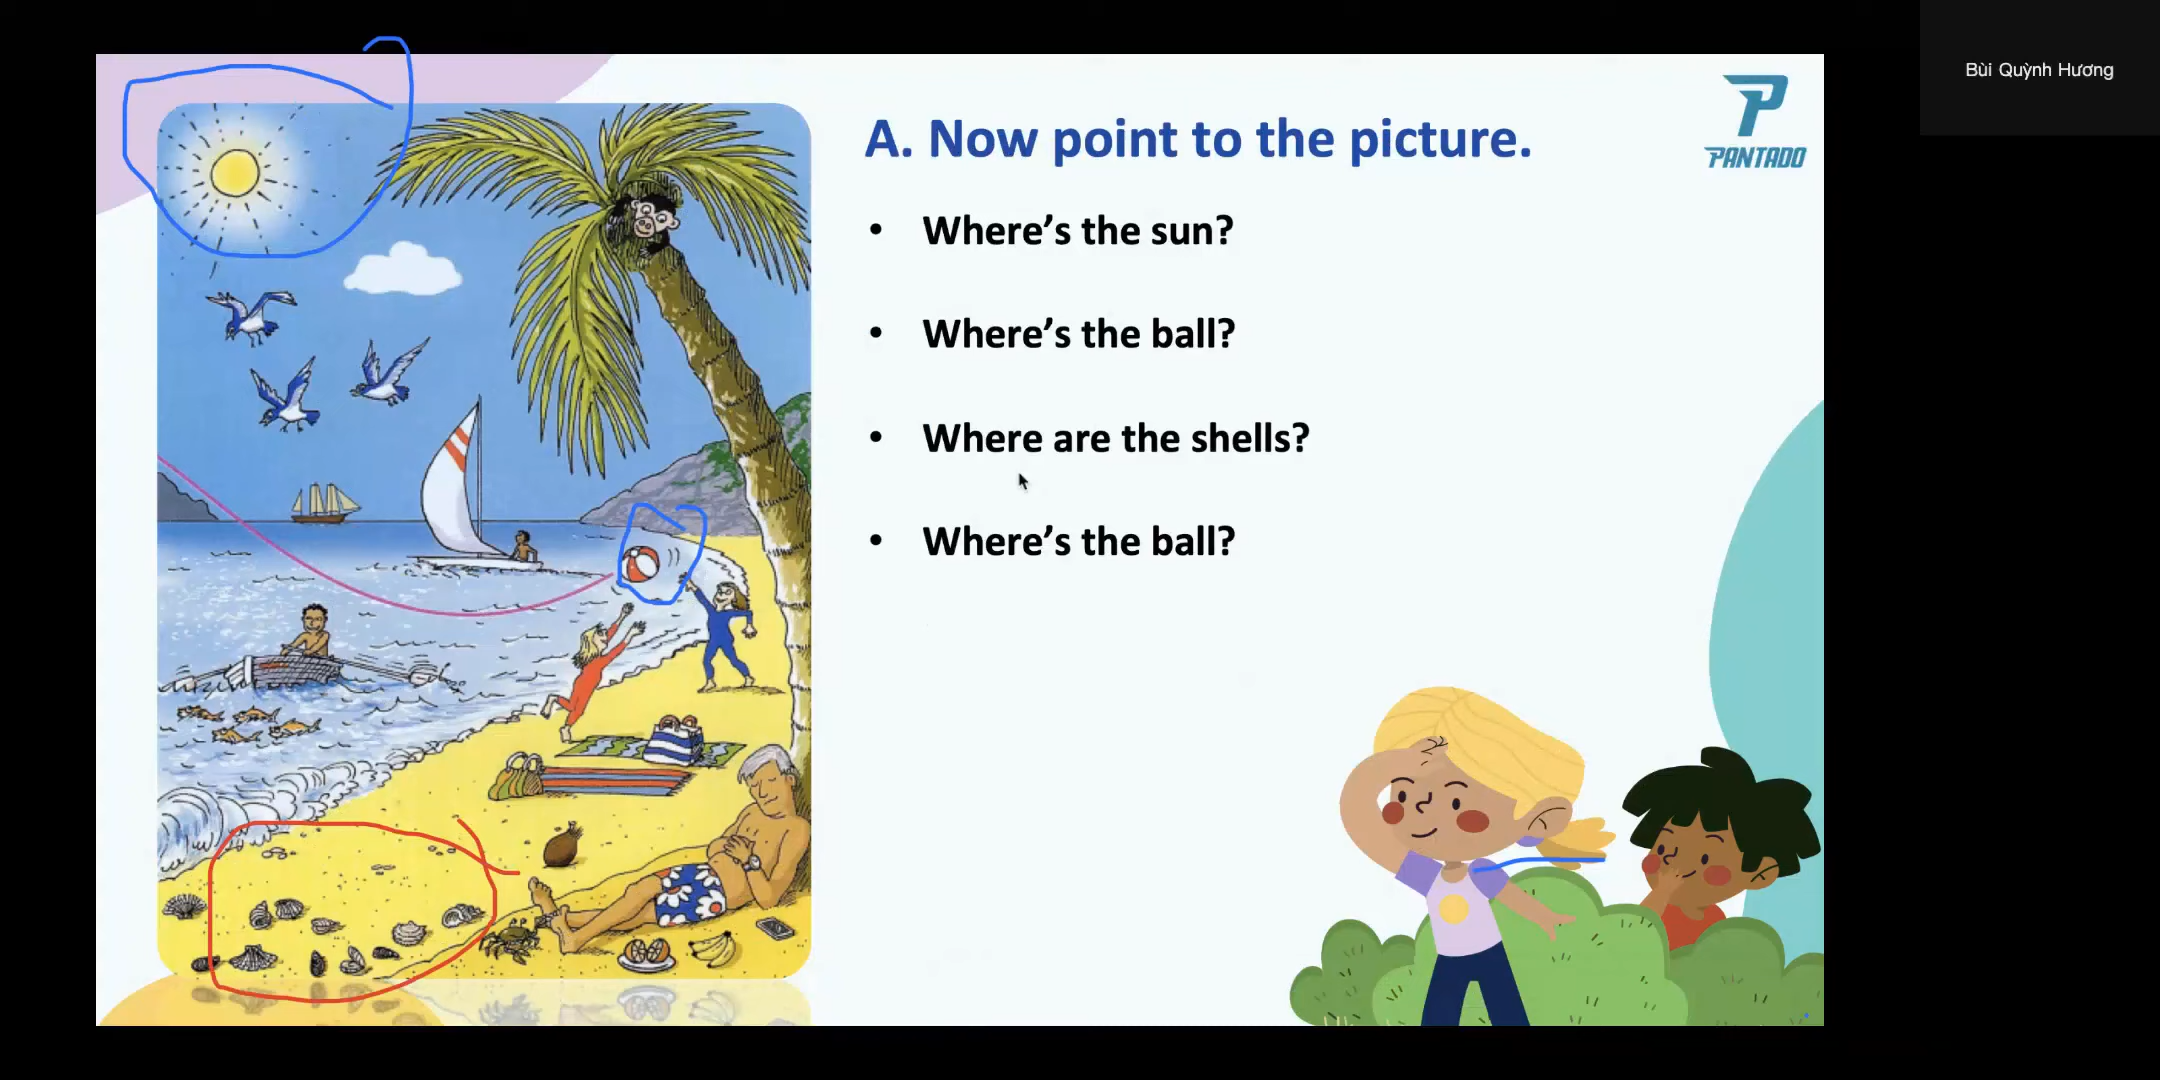 Bùi Quỳnh Hương
PANTADO
A. Now point to the picture.
• Where's the sun?
• Where's the ball?
• Where are the shells?
• Where's the ball?